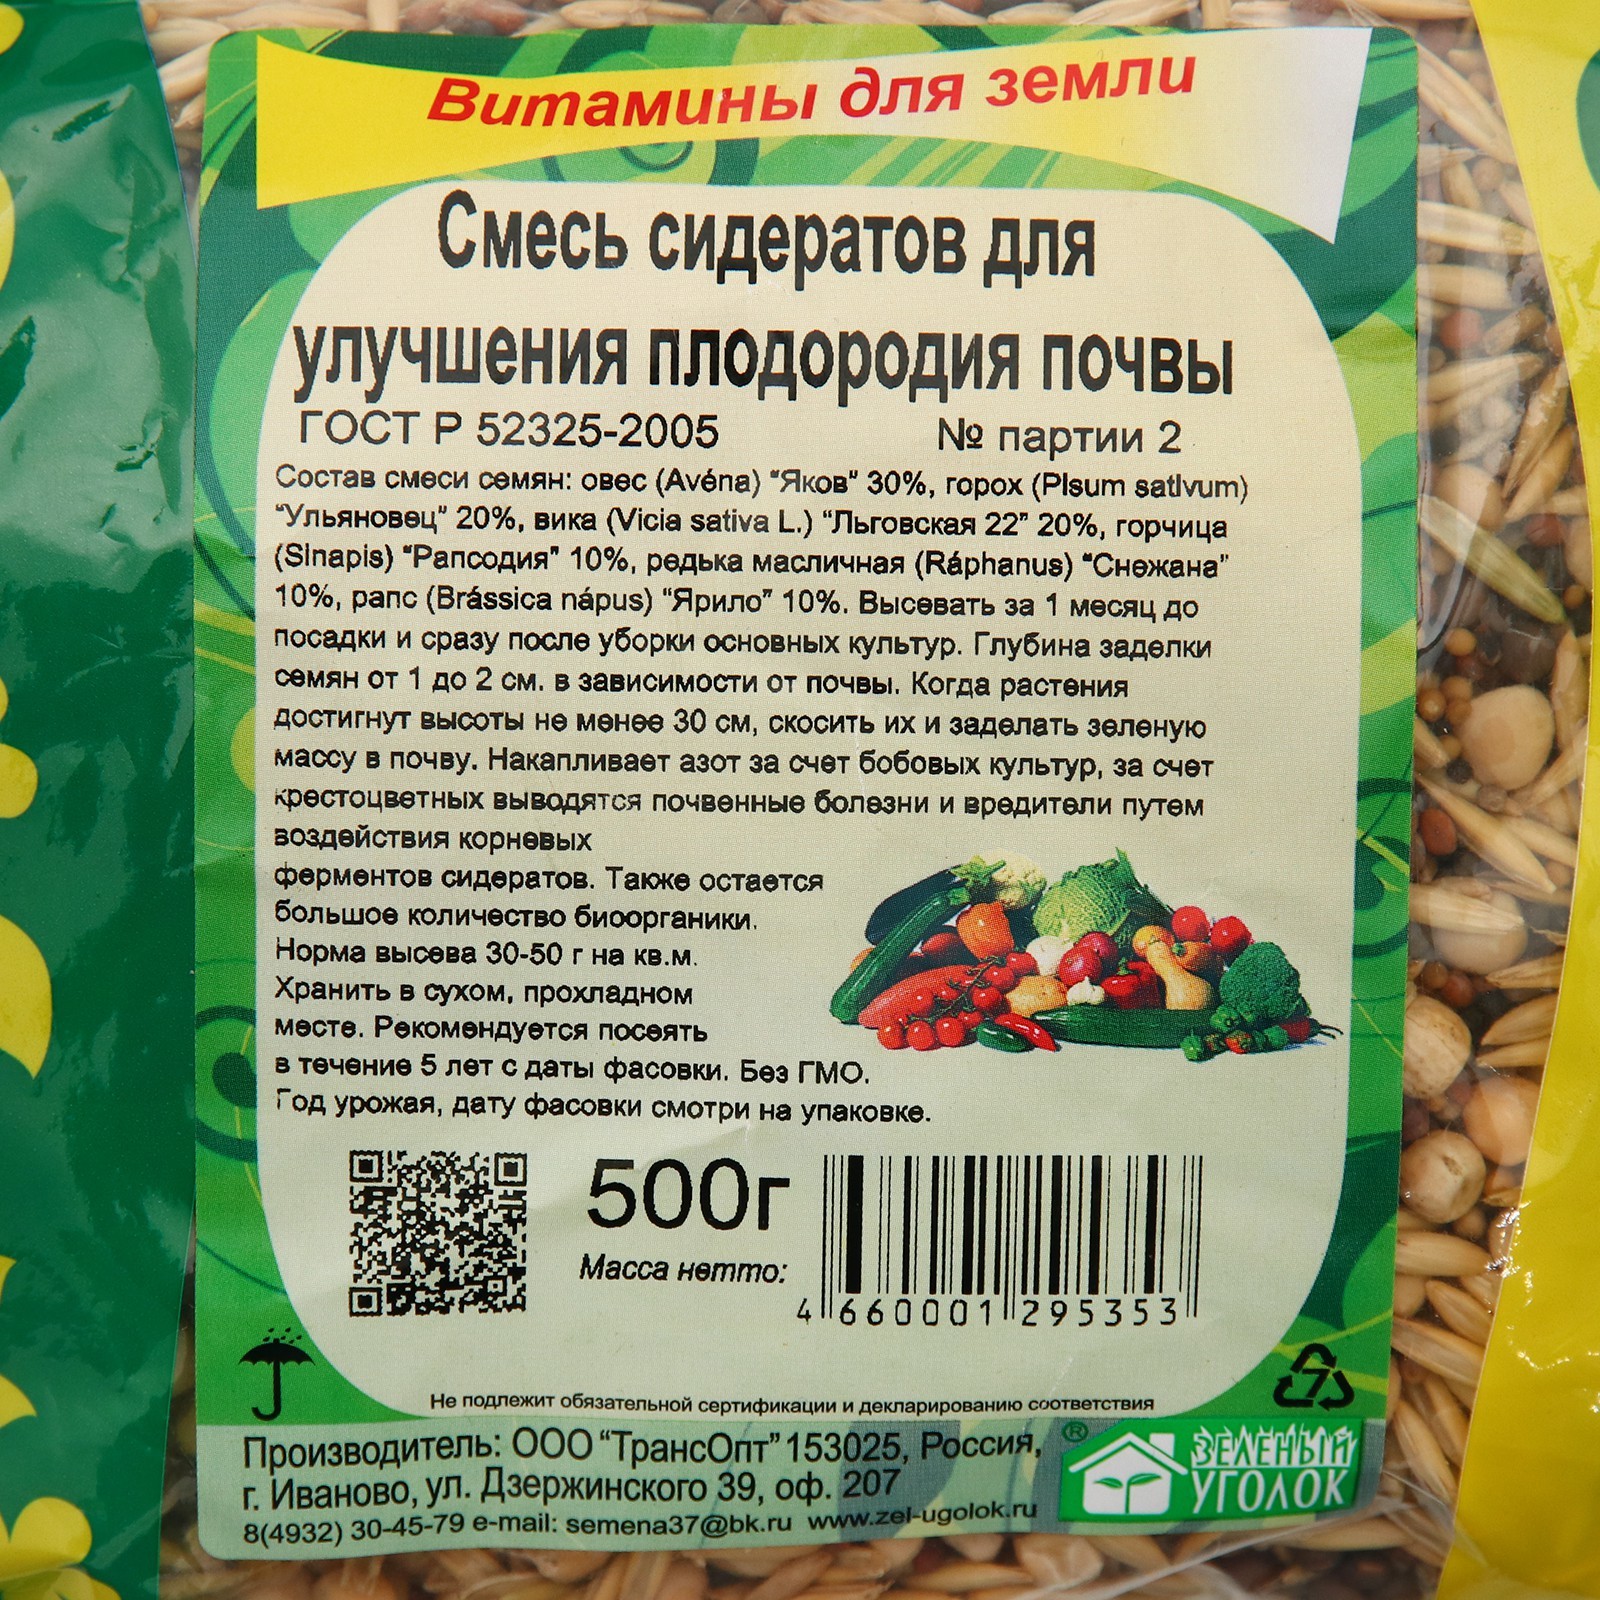 Витамины для земли
Смесь сидератов для
улучшения плодородия почвы
ГОСТ Р 52325-2005 № партии 2
Состав смеси семян: овес (Avéna) "Яков" 30%, горох (Pisum sativum)
"Ульяновец" 20%, вика (Vicia sativa L.) "Льговская 22" 20%, горчица
(Sinapis) "Рапсодия" 10%, редька масличная (Ráphanus) "Снежана"
10%, рапс (Brássica nápus) "Ярило" 10%. Высевать за 1 месяц до
посадки и сразу после уборки основных культур. Глубина заделки
семян от 1 до 2 см. в зависимости от почвы. Когда растения
достигнут высоты не менее 30 см, скосить их и заделать зеленую
массу в почву. Накапливает азот за счет бобовых культур, за счет
крестоцветных выводятся почвенные болезни и вредители путем
воздействия корневых
ферментов сидератов. Также остается
большое количество биоорганики.
Норма высева 30-50 г на кв.м.
Хранить в сухом, прохладном
месте. Рекомендуется посеять
в течение 5 лет с даты фасовки. Без ГМО.
Год урожая, дату фасовки смотри на упаковке.
500г
Масса нетто:
4 660001 295353
7
Не подлежит обязательной сертификации и декларированию соответствия
Производитель: ООО "ТрансОпт" 153025, Россия,
г. Иваново, ул. Дзержинского 39, оф. 207
8(4932) 30-45-79 e-mail: semena37@bk.ru www.zel-ugolok.ru
® ЗЕЛЕНЫЙ
УГОЛОК